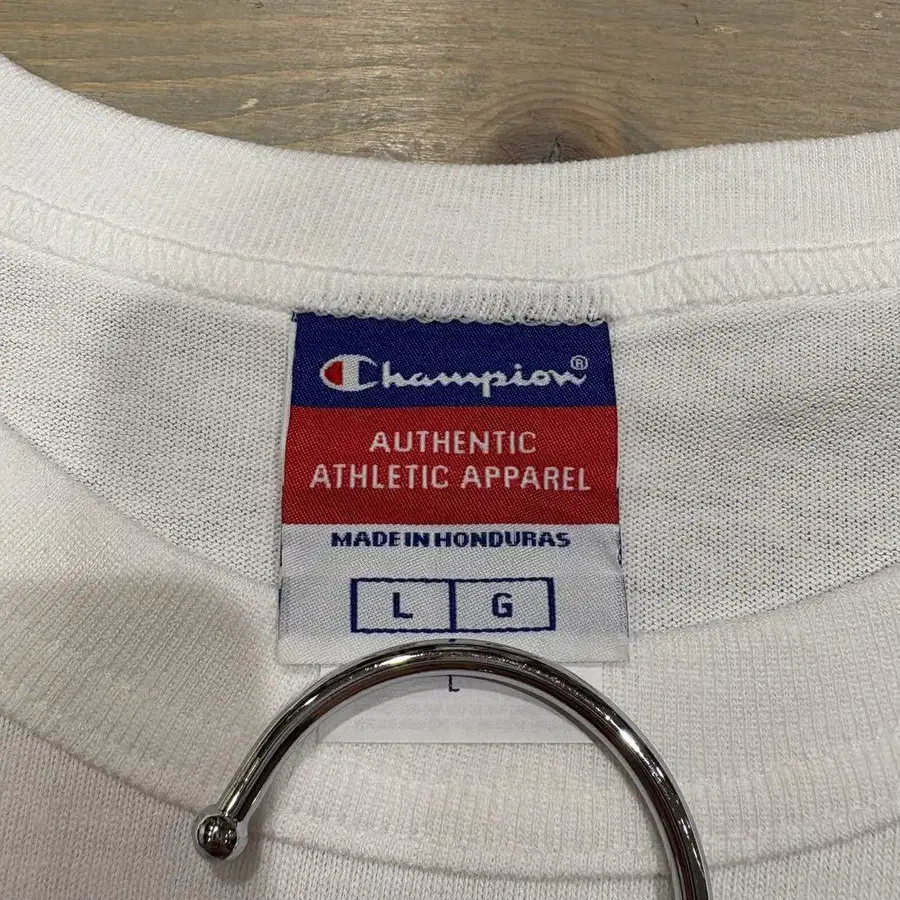 Champion®
AUTHENTIC
ATHLETIC APPAREL
MADE IN HONDURAS
L G
L